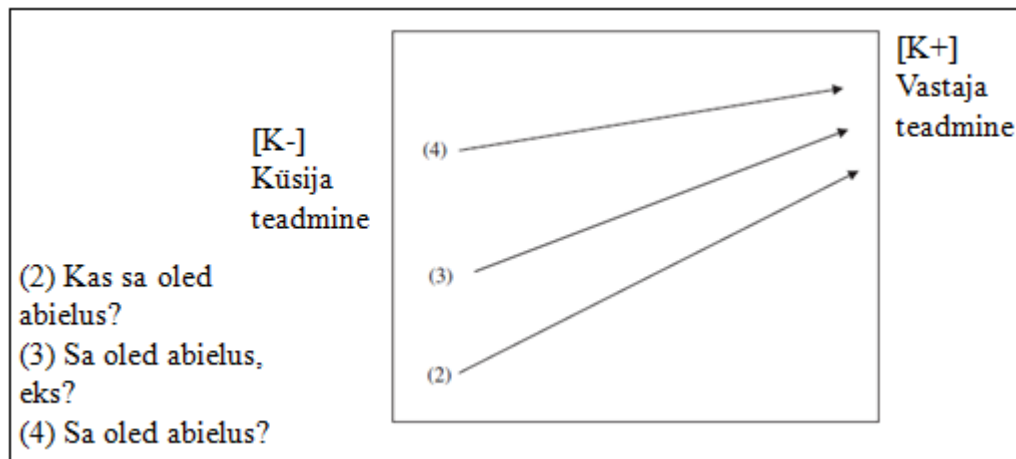 [K+]
Vastaja
teadmine
[K-]
Küsija
teadmine
(4)
(3)
(2)
(2) Kas sa oled
abielus?
(3) Sa oled abielus,
eks?
(4) Sa oled abielus?